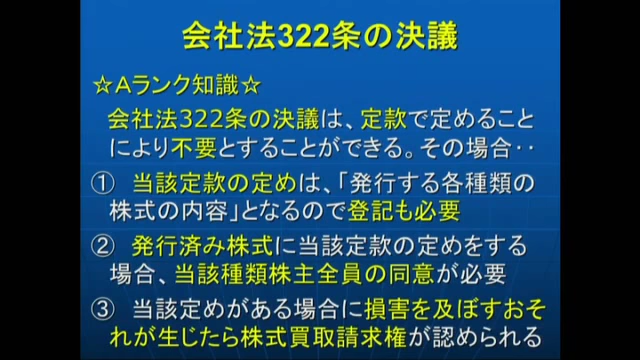 会社法322条の決議
☆Aランク知識☆
会社法322条の決議は、定款で定めること
により不要とすることができる。その場合‥
① 当該定款の定めは、「発行する各種類の
株式の内容」となるので登記も必要
② 発行済み株式に当該定款の定めをする
場合、当該種類株主全員の同意が必要
③ 当該定めがある場合に損害を及ぼすおそ
れが生じたら株式買取請求権が認められる